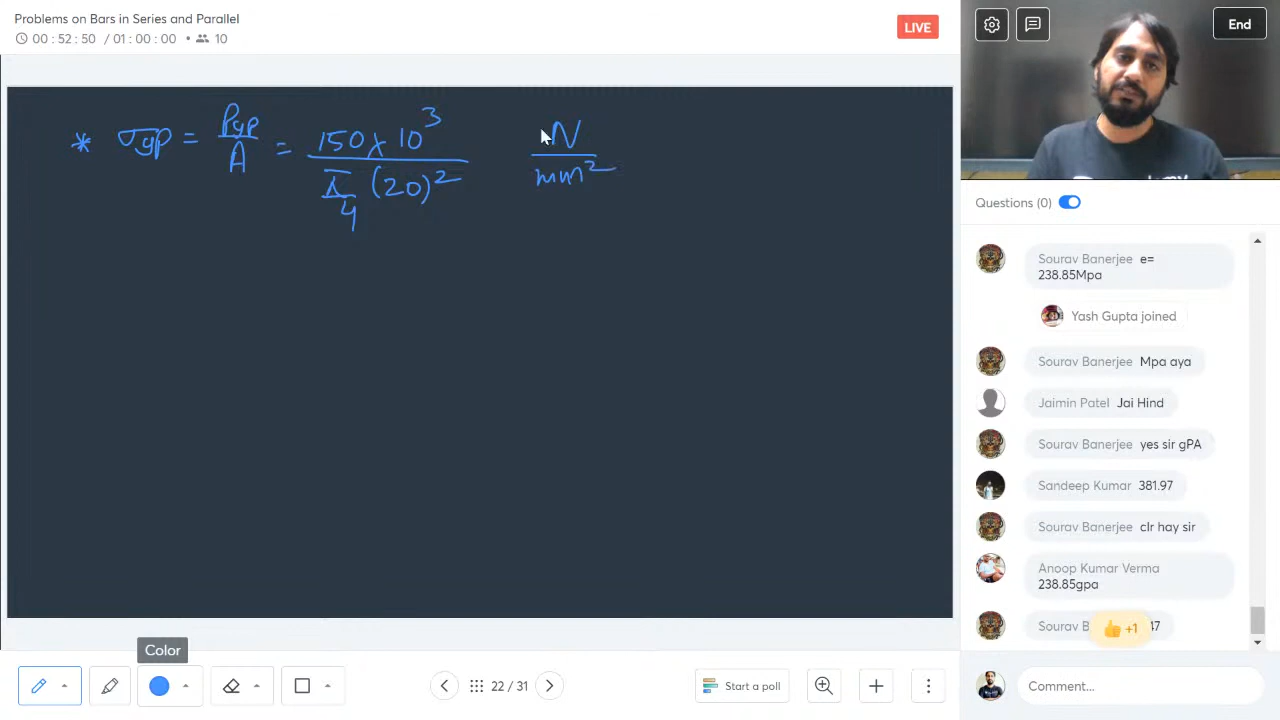 Problems on Bars in Series and Parallel
00 : 52 : 50 / 01 : 00 : 00 • 10
LIVE
End
* σyp = Pyp/A = 150 x 10^3 / π/4 (20)^2 N/mm^2
Questions (0)
Sourav Banerjee e=
238.85Mpa
Yash Gupta joined
Sourav Banerjee Mpa aya
Jaimin Patel Jai Hind
Sourav Banerjee yes sir gPA
Sandeep Kumar 381.97
Sourav Banerjee clr hay sir
Anoop Kumar Verma
238.85gpa
Sourav B +1 17
Color
22 / 31
Start a poll
Comment...